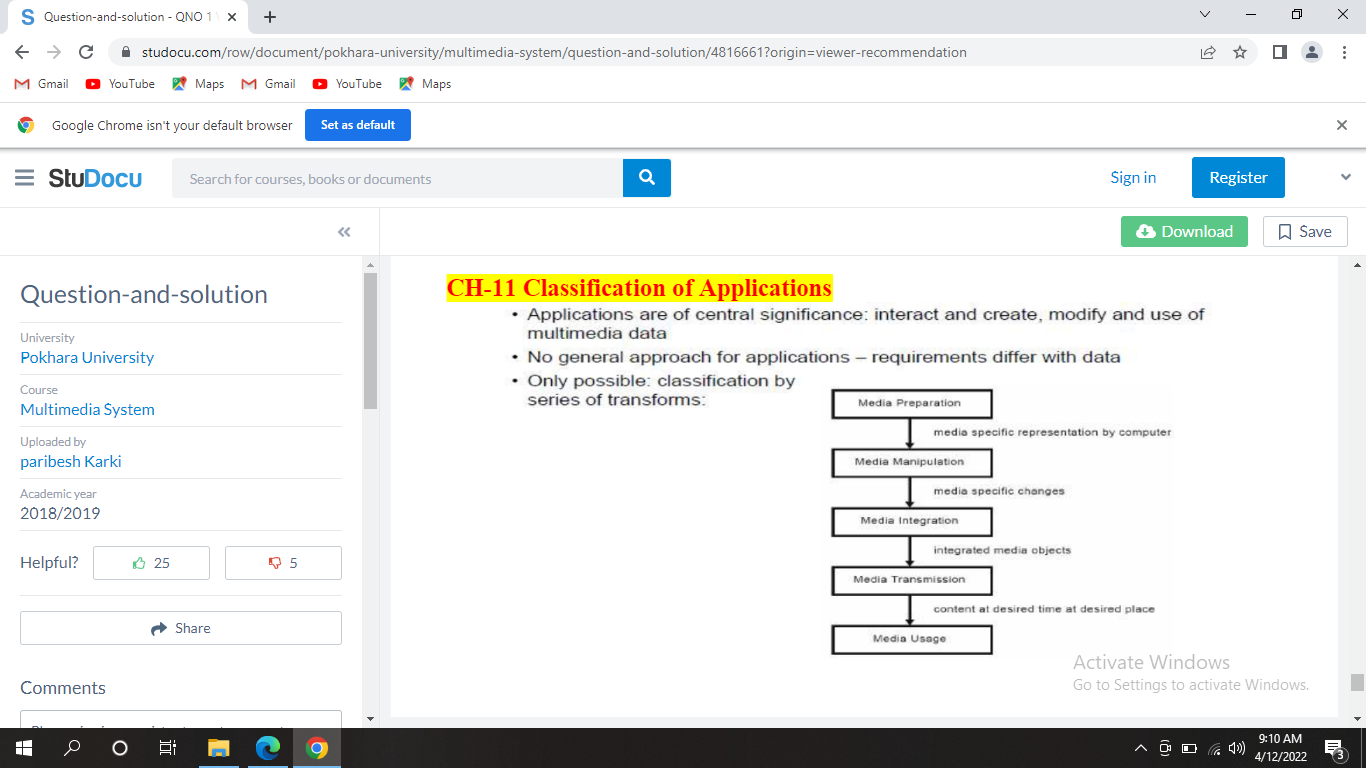 Question-and-solution - QNO 1
studocu.com/row/document/pokhara-university/multimedia-system/question-and-solution/4816661?origin=viewer-recommendation
Gmail YouTube Maps Gmail YouTube Maps
Google Chrome isn't your default browser Set as default
StuDocu Search for courses, books or documents Sign in Register
Download Save
Question-and-solution
University
Pokhara University
Course
Multimedia System
Uploaded by
paribesh Karki
Academic year
2018/2019
Helpful? 25 5
Share
Comments
CH-11 Classification of Applications
• Applications are of central significance: interact and create, modify and use of
multimedia data
• No general approach for applications – requirements differ with data
• Only possible: classification by
series of transforms:
Media Preparation
media specific representation by computer
Media Manipulation
media specific changes
Media Integration
integrated media objects
Media Transmission
content at desired time at desired place
Media Usage
Activate Windows
Go to Settings to activate Windows.
9:10 AM
4/12/2022
3